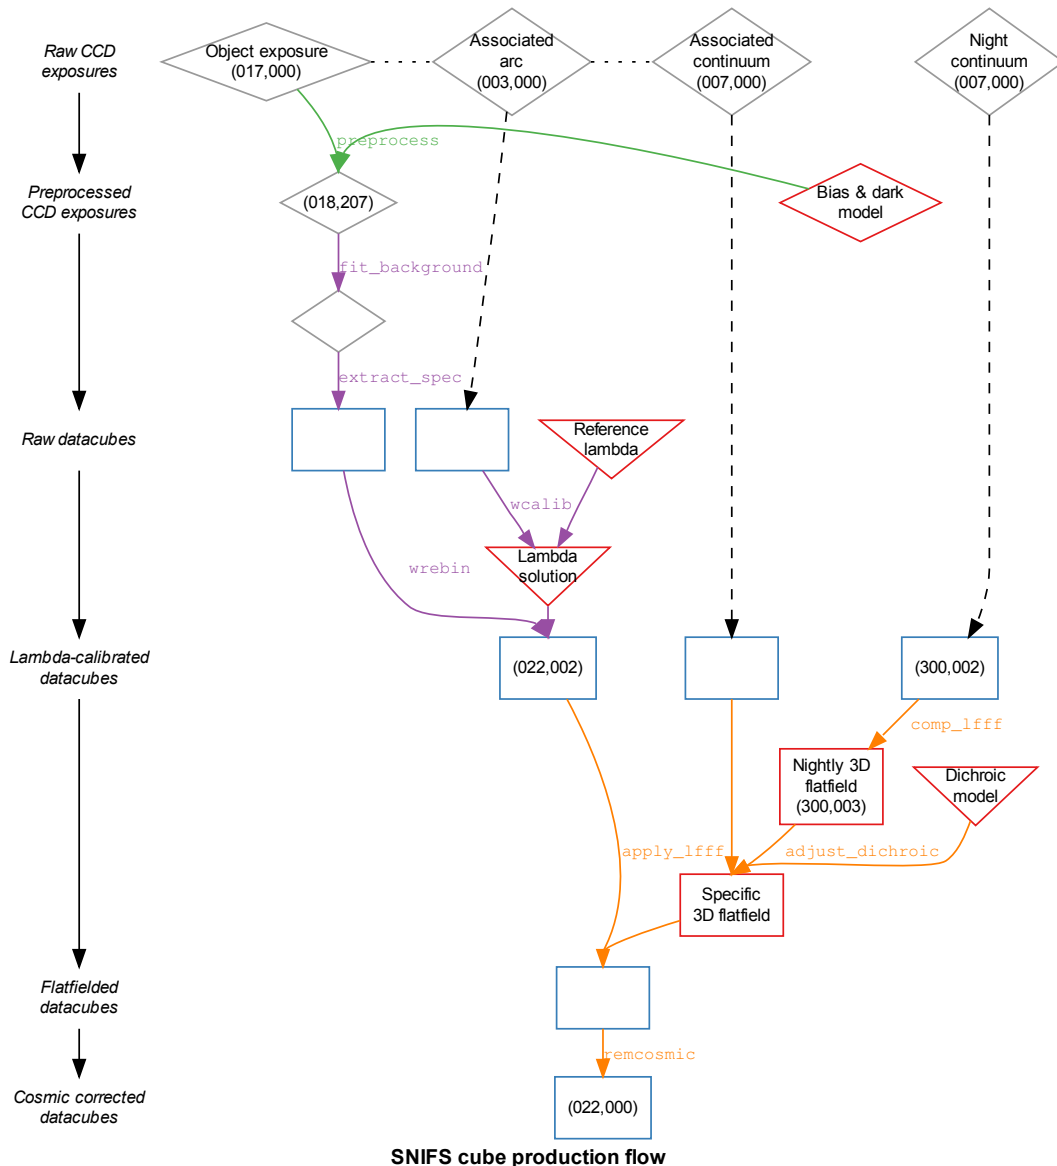 Raw CCD
exposures
Object exposure
(017,000)
Associated
arc
(003,000)
Associated
continuum
(007,000)
Night
continuum
(007,000)
preprocess
Preprocessed
CCD exposures
(018,207)
Bias & dark
model
fit_background
extract_spec
Raw datacubes
Reference
lambda
wcalib
Lambda
solution
wrebin
Lambda-calibrated
datacubes
(022,002)
(300,002)
comp_lfff
Nightly 3D
flatfield
(300,003)
Dichroic
model
apply_lfff
adjust_dichroic
Specific
3D flatfield
Flatfielded
datacubes
remcosmic
Cosmic corrected
datacubes
(022,000)
SNIFS cube production flow